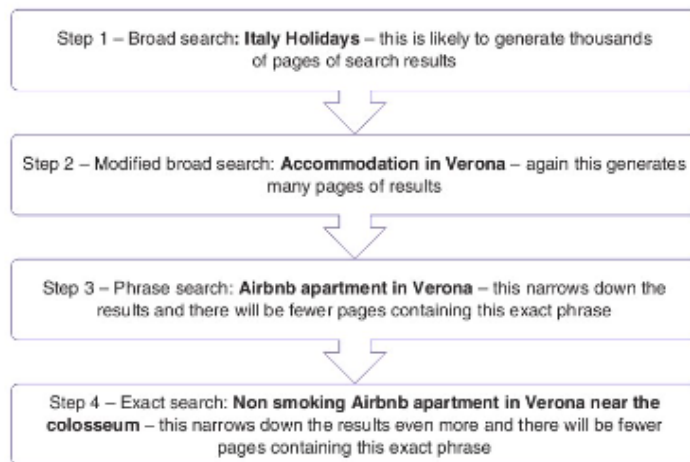 Step 1 – Broad search: Italy Holidays – this is likely to generate thousands
of pages of search results
Step 2 – Modified broad search: Accommodation in Verona – again this generates
many pages of results
Step 3 – Phrase search: Airbnb apartment in Verona – this narrows down the
results and there will be fewer pages containing this exact phrase
Step 4 – Exact search: Non smoking Airbnb apartment in Verona near the
colosseum – this narrows down the results even more and there will be fewer
pages containing this exact phrase